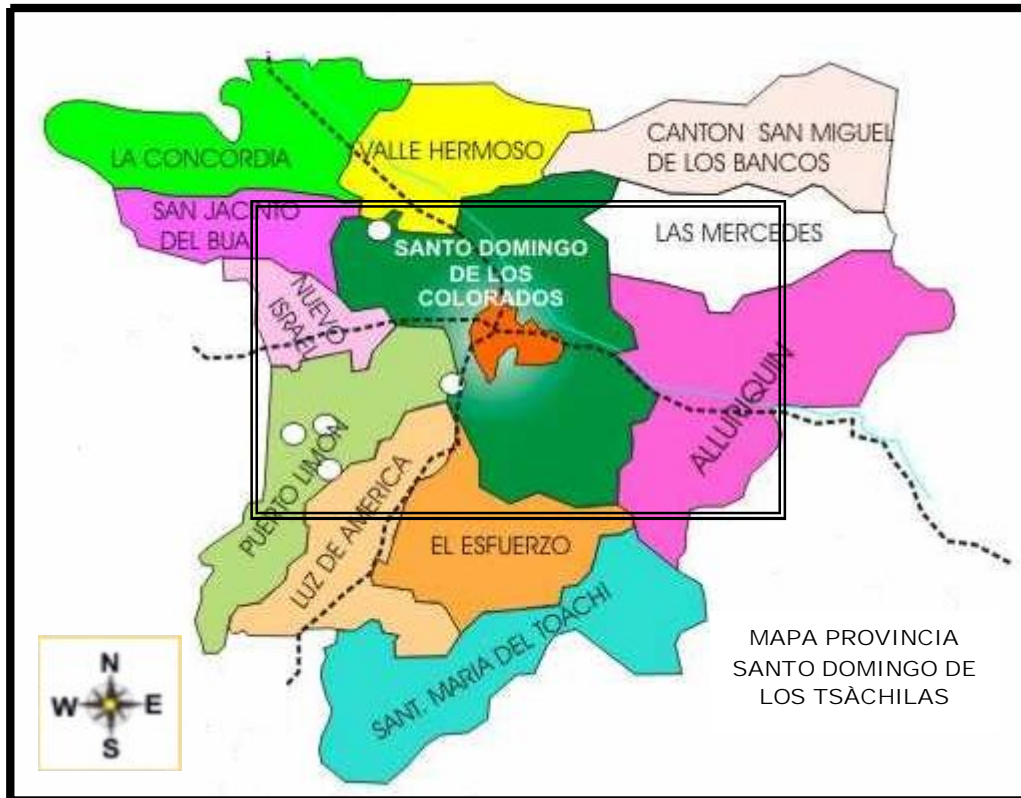 LA CONCORDIA
VALLE HERMOSO
CANTON SAN MIGUEL
DE LOS BANCOS
SAN JACINTO
DEL BUA
SANTO DOMINGO
DE LOS
COLORADOS
LAS MERCEDES
NUEVO
ISRAEL
ALLURIQUIN
PUERTO LIMON
LUZ DE AMERICA
EL ESFUERZO
SANT. MARIA DEL TOACHI
MAPA PROVINCIA
SANTO DOMINGO DE
LOS TSÀCHILAS
N
W E
S